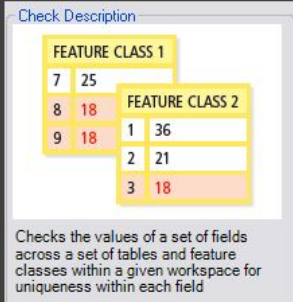 Check Description
FEATURE CLASS 1
7 25
8 18
9 18
FEATURE CLASS 2
1 36
2 21
3 18
Checks the values of a set of fields
across a set of tables and feature
classes within a given workspace for
uniqueness within each field